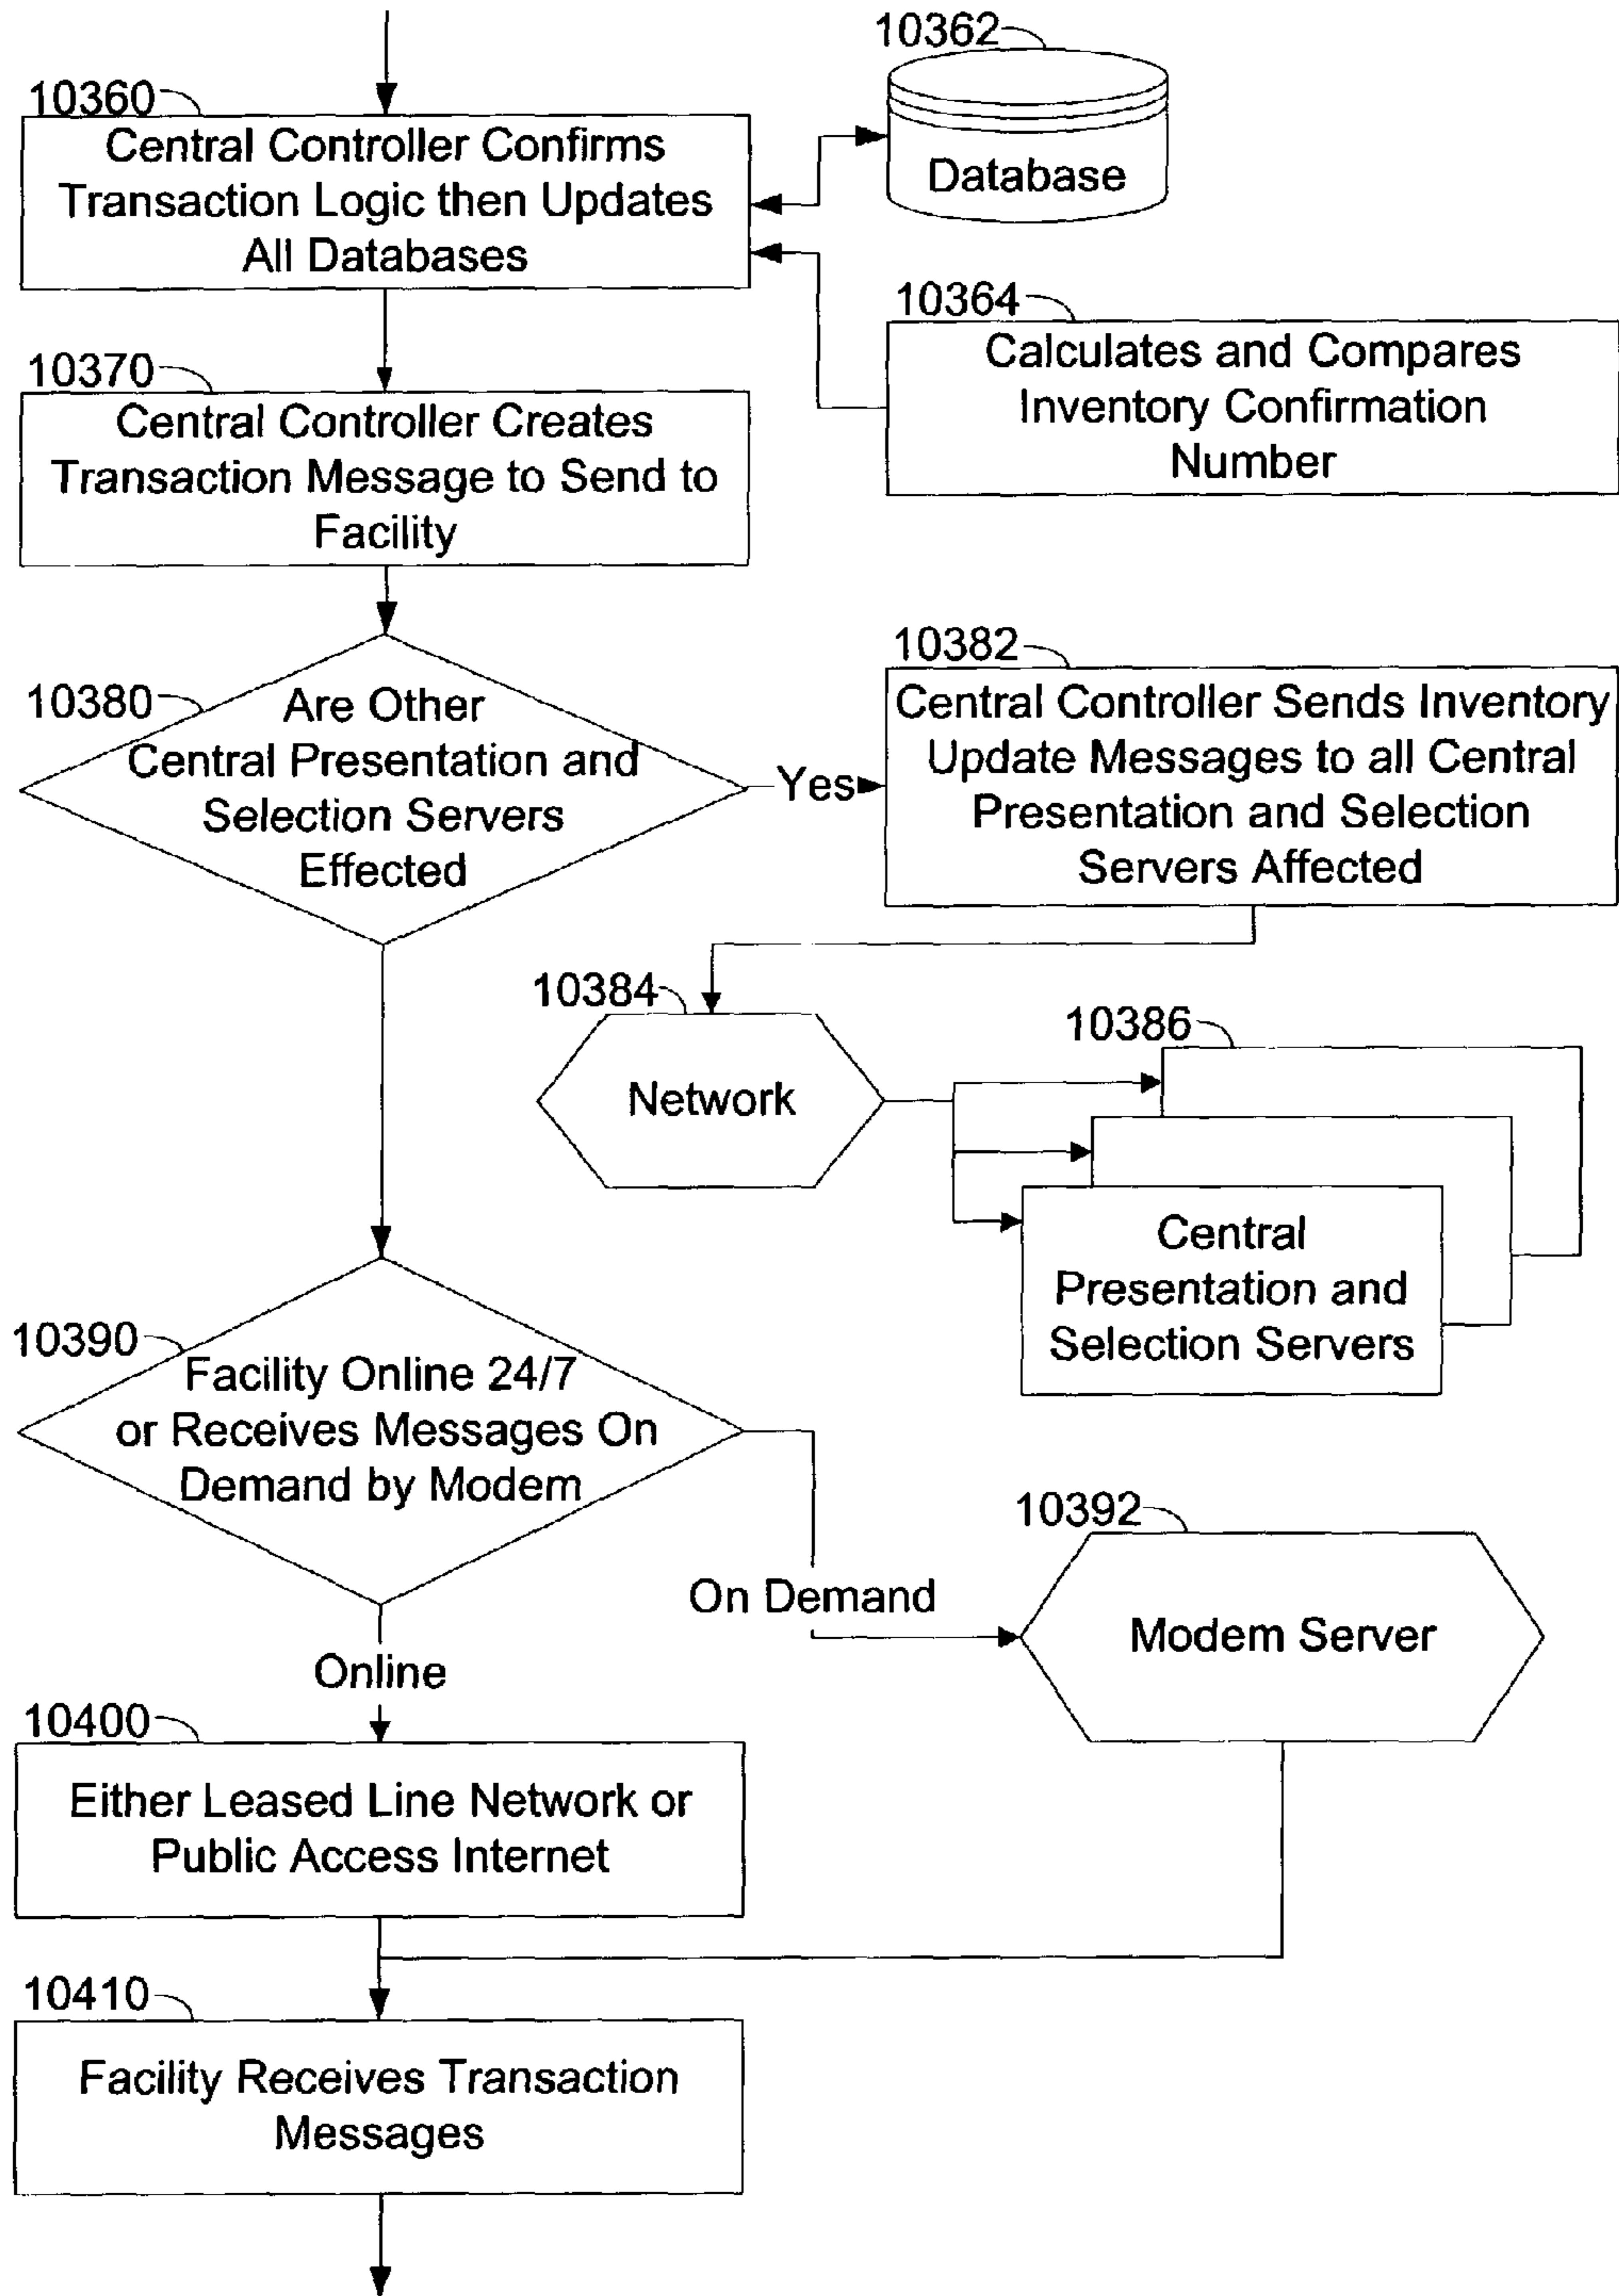 10362
Database
10360
Central Controller Confirms
Transaction Logic then Updates
All Databases
10364
Calculates and Compares
Inventory Confirmation
Number
10370
Central Controller Creates
Transaction Message to Send to
Facility
10380
Are Other
Central Presentation and
Selection Servers
Effected
Yes
10382
Central Controller Sends Inventory
Update Messages to all Central
Presentation and Selection
Servers Affected
10384
Network
10386
Central
Presentation and
Selection Servers
10390
Facility Online 24/7
or Receives Messages On
Demand by Modem
On Demand
10392
Modem Server
Online
10400
Either Leased Line Network or
Public Access Internet
10410
Facility Receives Transaction
Messages